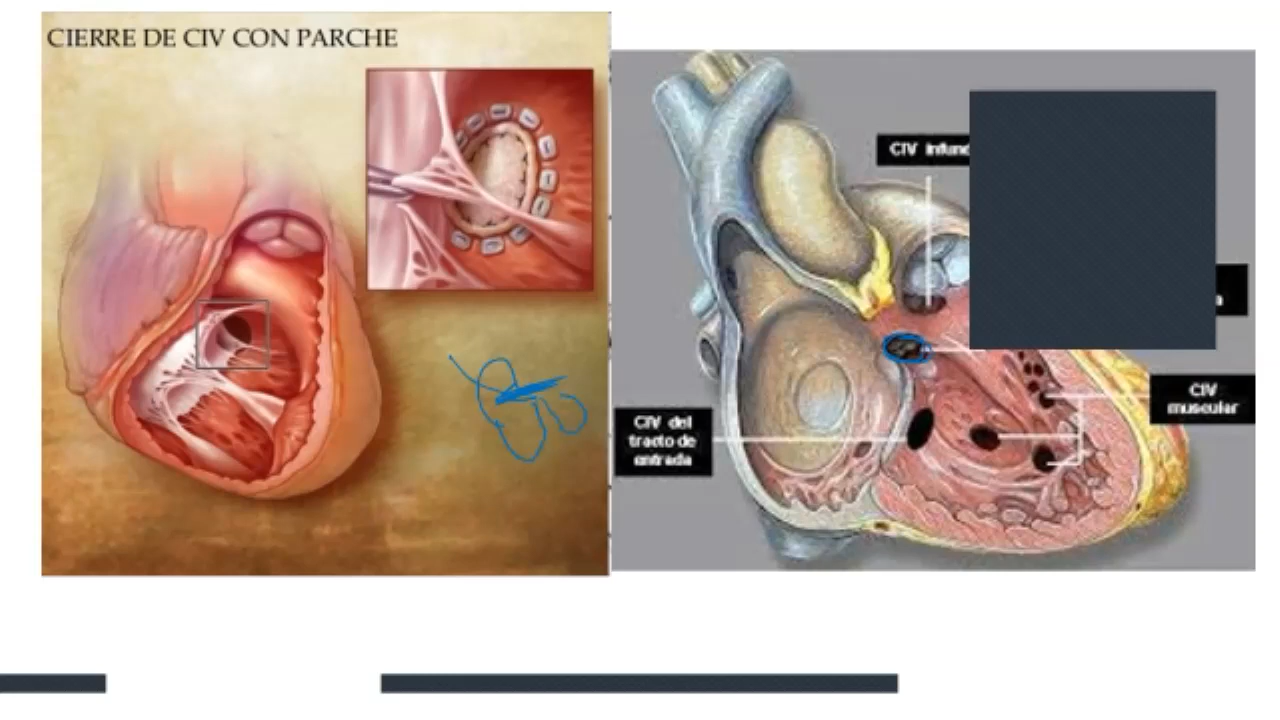 CIERRE DE CIV CON PARCHE
CIV
CIV
muscular
CIV del
tracto de
entrada